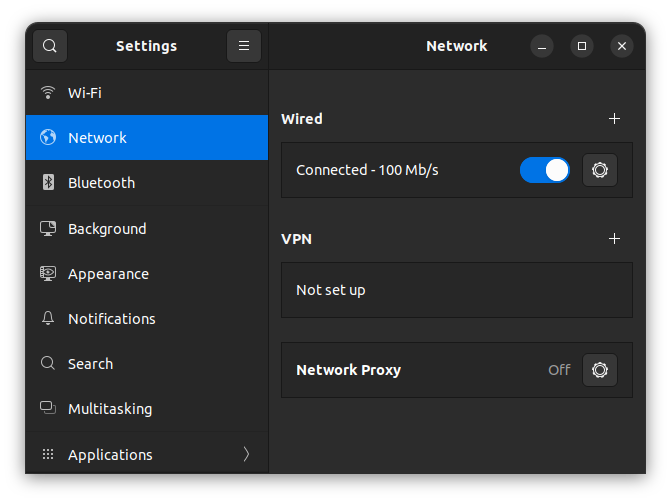 Settings
Network
Wi-Fi
Network
Bluetooth
Background
Appearance
Notifications
Search
Multitasking
Applications
Wired
Connected - 100 Mb/s
VPN
Not set up
Network Proxy Off